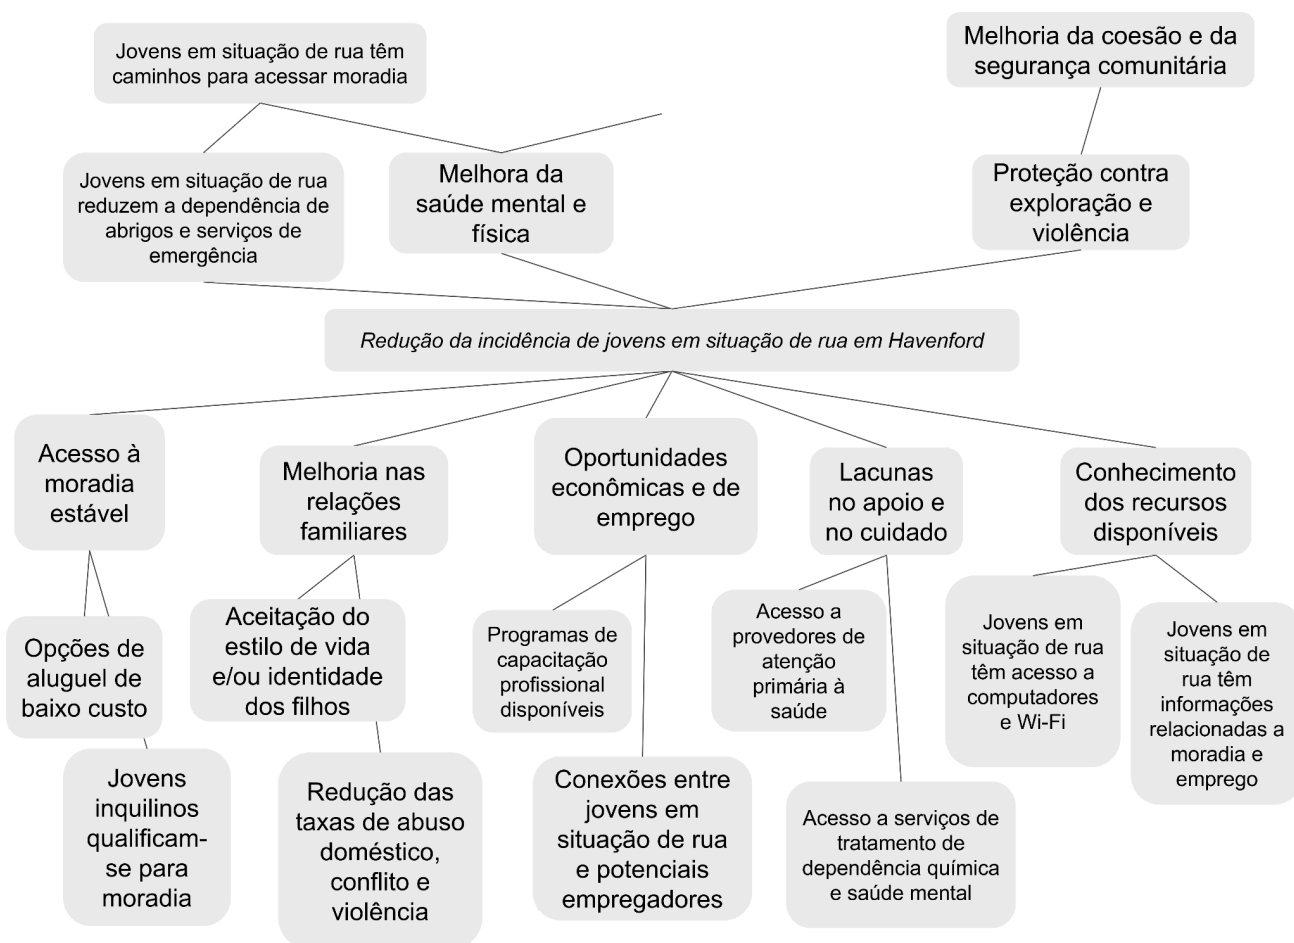 Jovens em situação de rua têm
caminhos para acessar moradia
Melhoria da coesão e da
segurança comunitária
Jovens em situação de rua
reduzem a dependência de
abrigos e serviços de
emergência
Melhora da
saúde mental e
física
Proteção contra
exploração e
violência
Redução da incidência de jovens em situação de rua em Havenford
Acesso à
moradia
estável
Melhoria nas
relações
familiares
Oportunidades
econômicas e de
emprego
Lacunas
no apoio e
no cuidado
Conhecimento
dos recursos
disponíveis
Opções de
aluguel de
baixo custo
Aceitação do
estilo de vida
e/ou identidade
dos filhos
Programas de
capacitação
profissional
disponíveis
Acesso a
provedores de
atenção
primária à
saúde
Jovens em
situação de rua
têm acesso a
computadores
e Wi-Fi
Jovens em
situação de
rua têm
informações
relacionadas a
moradia e
emprego
Jovens
inquilinos
qualificam-
se para
moradia
Redução das
taxas de abuso
doméstico,
conflito e
violência
Conexões entre
jovens em
situação de rua
e potenciais
empregadores
Acesso a serviços de
tratamento de
dependência química
e saúde mental